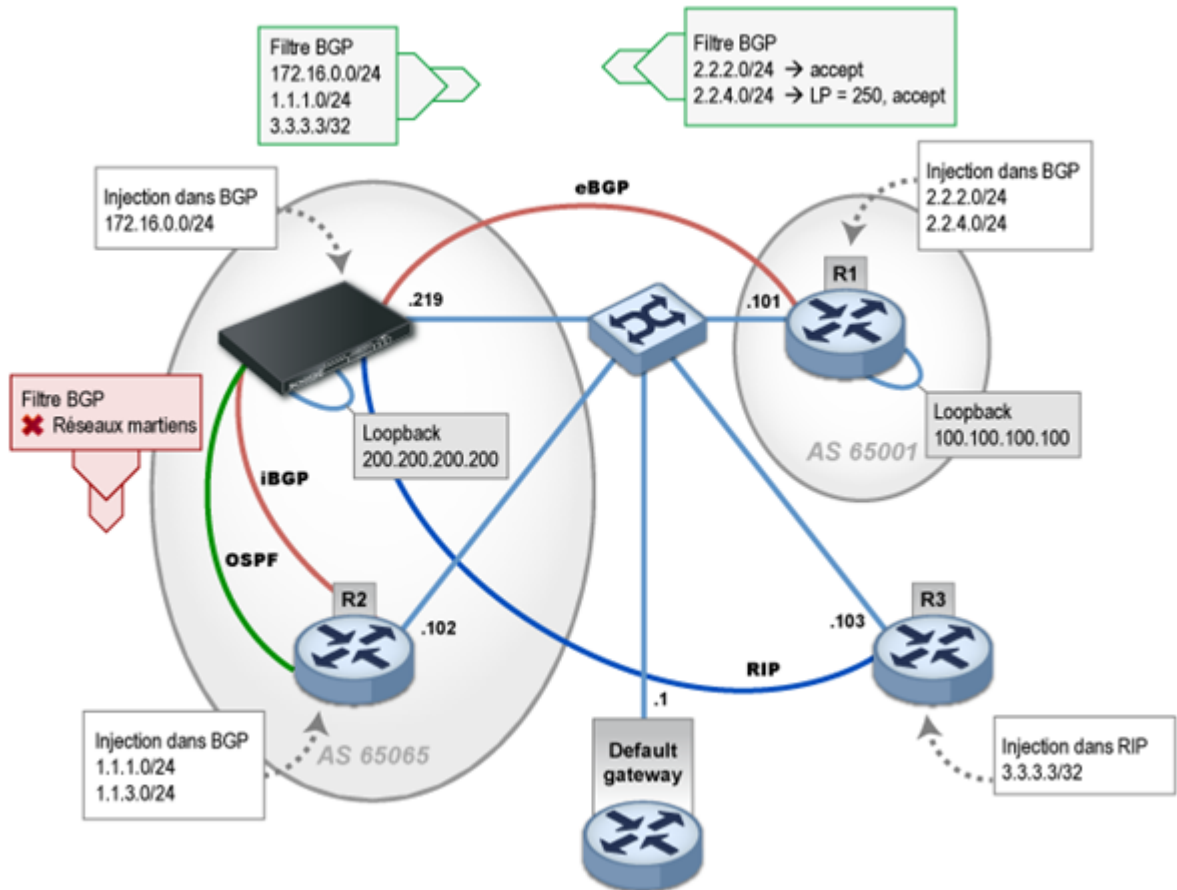 Filtre BGP
172.16.0.0/24
1.1.1.0/24
3.3.3.3/32
Filtre BGP
2.2.2.0/24 → accept
2.2.4.0/24 → LP = 250, accept
Injection dans BGP
172.16.0.0/24
eBGP
Injection dans BGP
2.2.2.0/24
2.2.4.0/24
R1
.219
.101
Filtre BGP
✖ Réseaux martiens
Loopback
200.200.200.200
Loopback
100.100.100.100
AS 65001
iBGP
OSPF
R2
.102
.103
R3
RIP
.1
Injection dans BGP
1.1.1.0/24
1.1.3.0/24
AS 65065
Default
gateway
Injection dans RIP
3.3.3.3/32